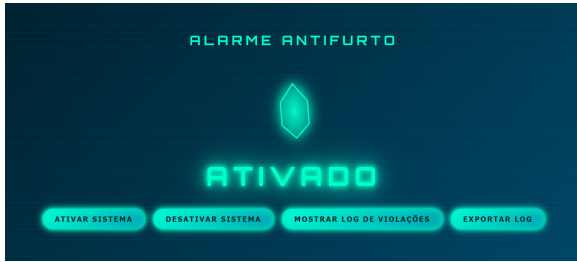 ALARME ANTIFURTO
ATIVADO
ATIVAR SISTEMA DESATIVAR SISTEMA MOSTRAR LOG DE VIOLAÇÕES EXPORTAR LOG